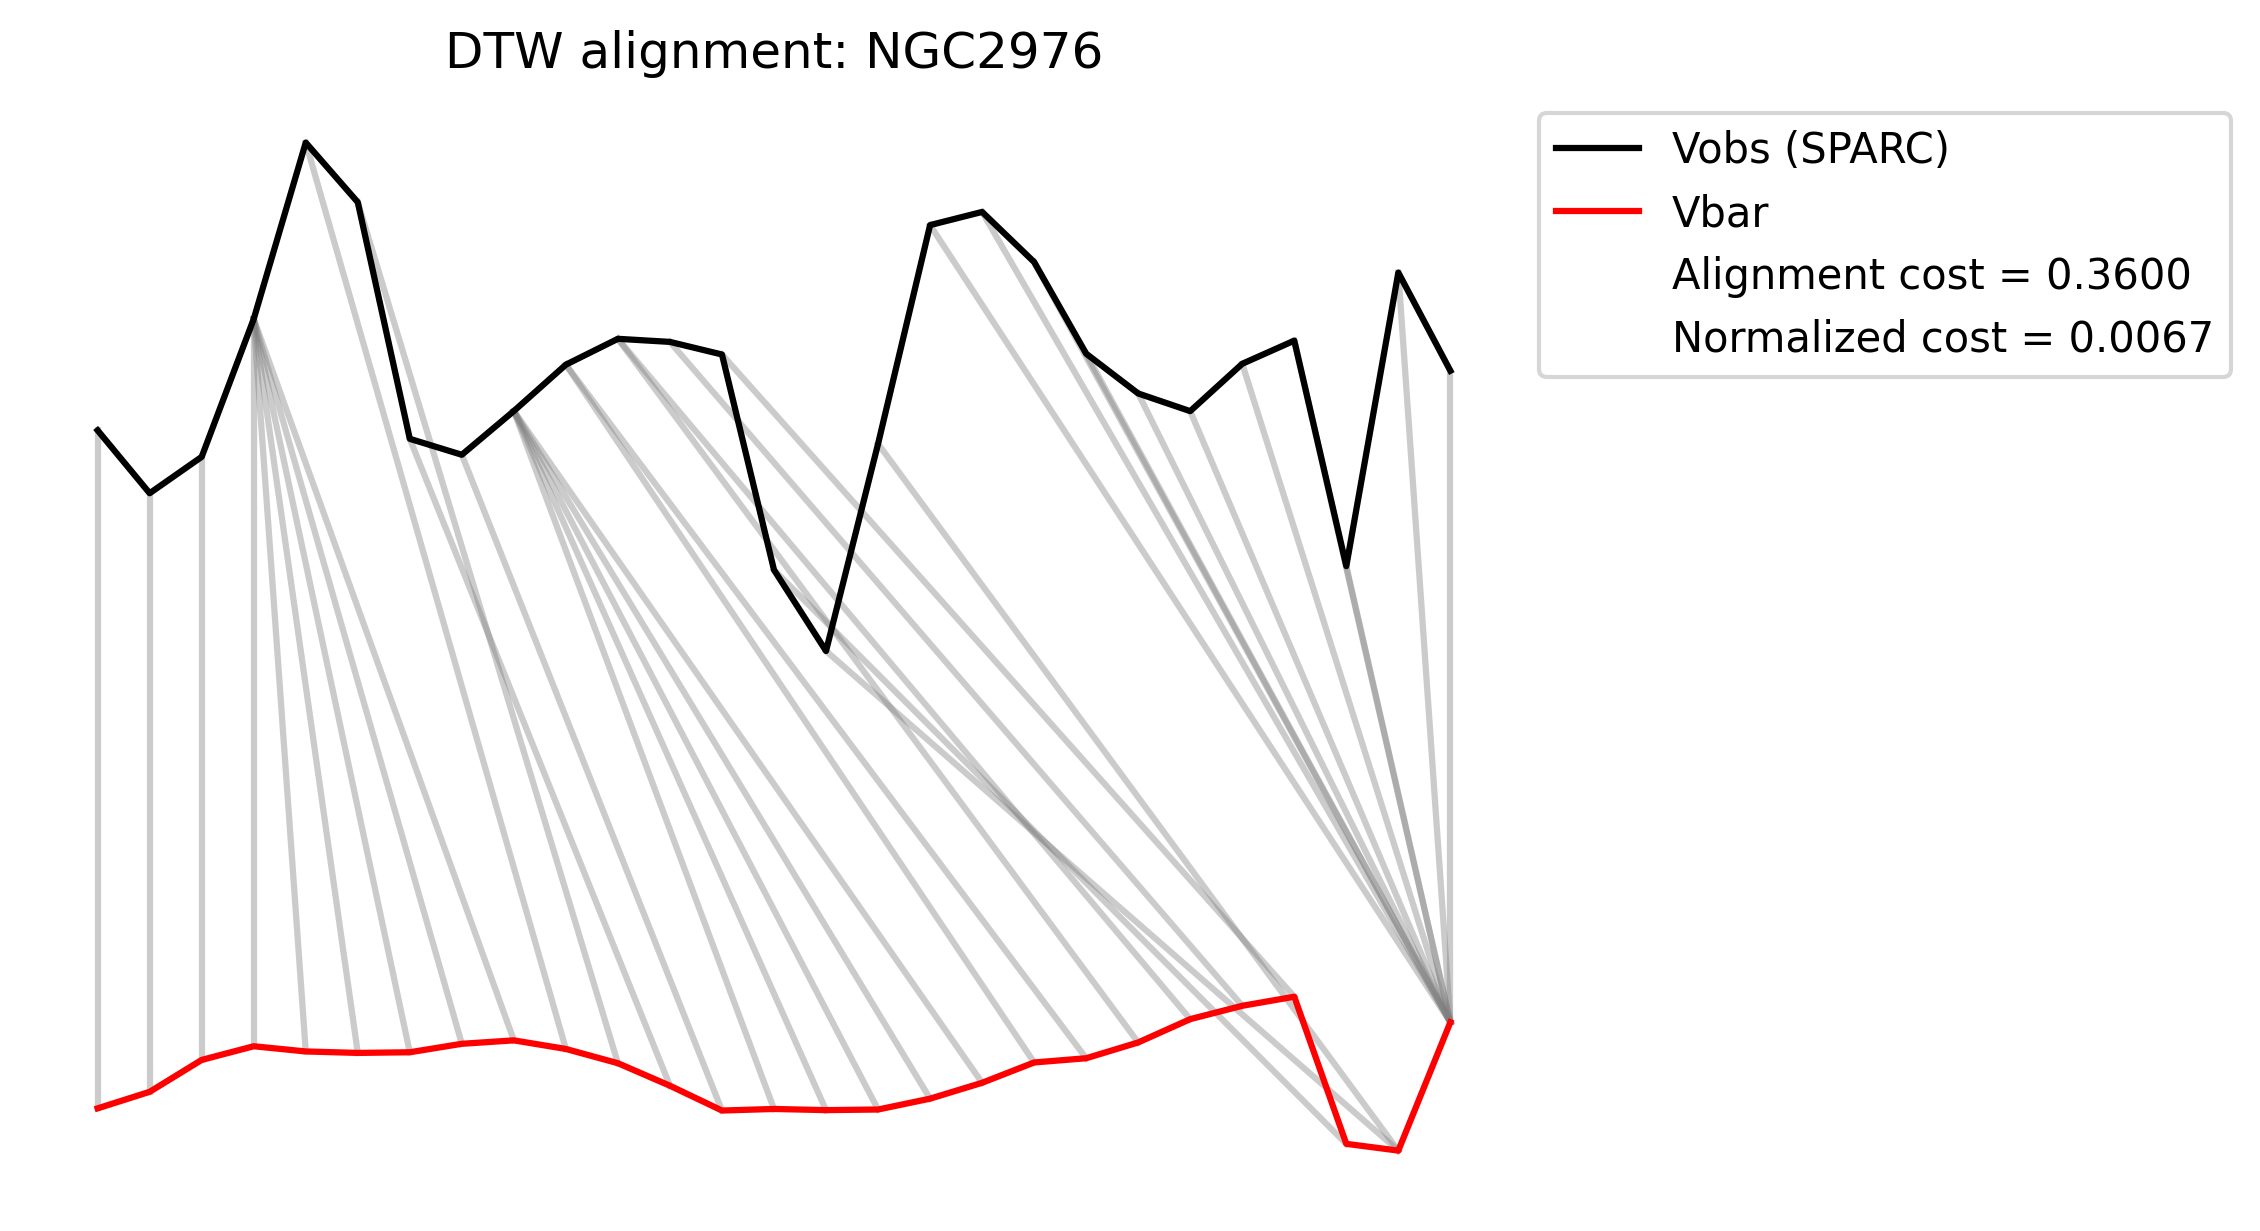 DTW alignment: NGC2976
Vobs (SPARC)
Vbar
Alignment cost = 0.3600
Normalized cost = 0.0067